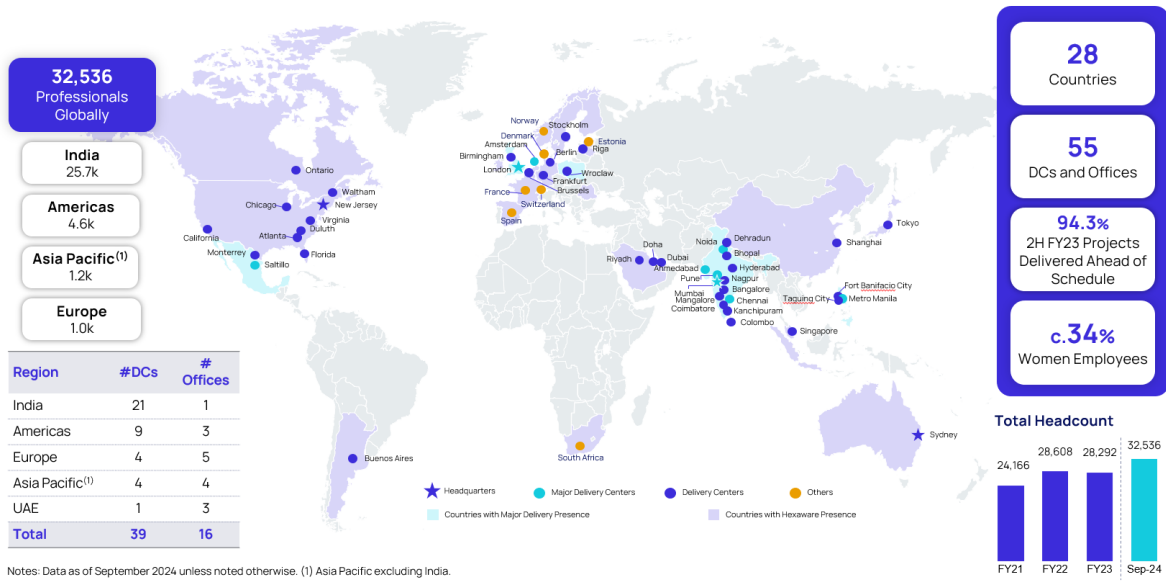 32,536
Professionals
Globally
India
25.7k
Americas
4.6k
Asia Pacific(1)
1.2k
Europe
1.0k
Region #DCs # Offices
India 21 1
Americas 9 3
Europe 4 5
Asia Pacific(1) 4 4
UAE 1 3
Total 39 16
Ontario
Waltham
Chicago
New Jersey
Virginia
Duluth
Atlanta
California
Florida
Monterrey
Saltillo
Buenos Aires
Norway
Stockholm
Denmark
Estonia
Amsterdam
Riga
Berlin
Birmingham
London
Wroclaw
Frankfurt
France
Brussels
Switzerland
Spain
Doha
Dubai
Riyadh
Noida
Dehradun
Bhopal
Ahmedabad
Hyderabad
Pune
Nagpur
Mumbai
Bangalore
Mangalore
Chennai
Coimbatore
Kanchipuram
Colombo
Tokyo
Shanghai
Fort Banifacio City
Taguing City
Metro Manila
Singapore
Sydney
South Africa
Headquarters
Major Delivery Centers
Delivery Centers
Others
Countries with Major Delivery Presence
Countries with Hexaware Presence
28
Countries
55
DCs and Offices
94.3%
2H FY23 Projects
Delivered Ahead of
Schedule
c.34%
Women Employees
Total Headcount
24,166
28,608
28,292
32,536
FY21
FY22
FY23
Sep-24
Notes: Data as of September 2024 unless noted otherwise. (1) Asia Pacific excluding India.